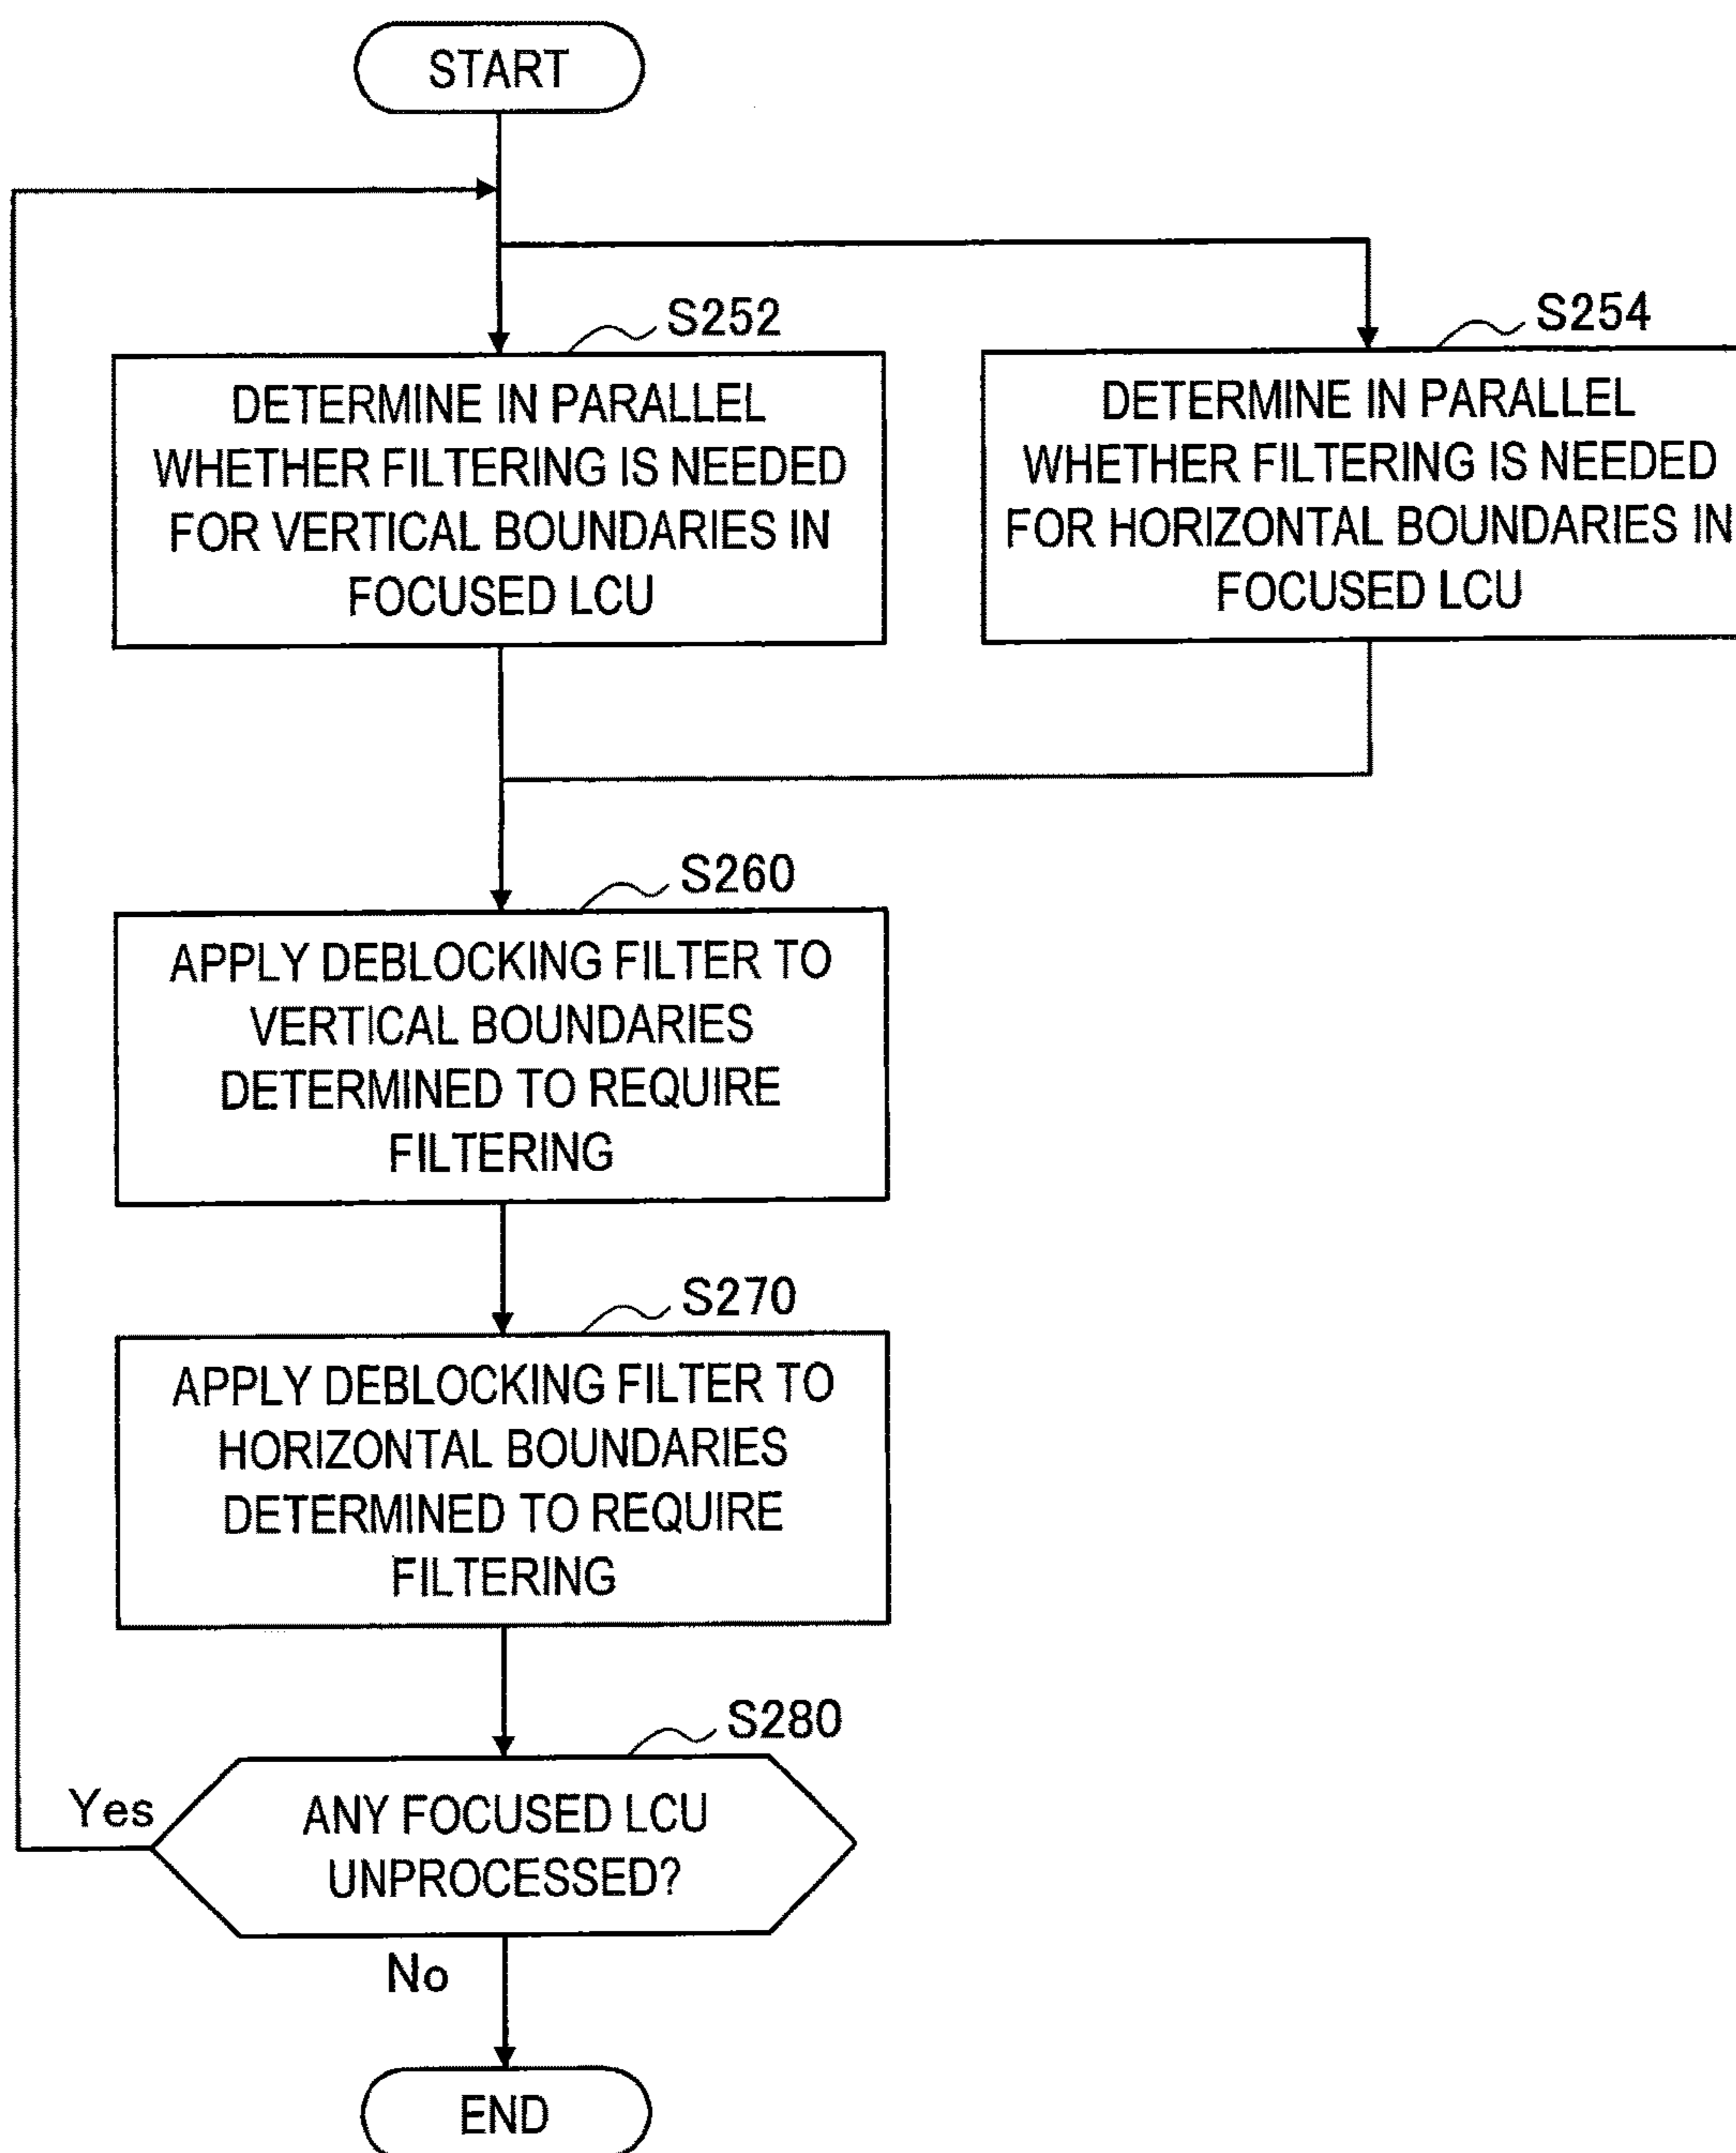 START
S252
DETERMINE IN PARALLEL
WHETHER FILTERING IS NEEDED
FOR VERTICAL BOUNDARIES IN
FOCUSED LCU
S254
DETERMINE IN PARALLEL
WHETHER FILTERING IS NEEDED
FOR HORIZONTAL BOUNDARIES IN
FOCUSED LCU
S260
APPLY DEBLOCKING FILTER TO
VERTICAL BOUNDARIES
DETERMINED TO REQUIRE
FILTERING
S270
APPLY DEBLOCKING FILTER TO
HORIZONTAL BOUNDARIES
DETERMINED TO REQUIRE
FILTERING
S280
Yes
ANY FOCUSED LCU
UNPROCESSED?
No
END